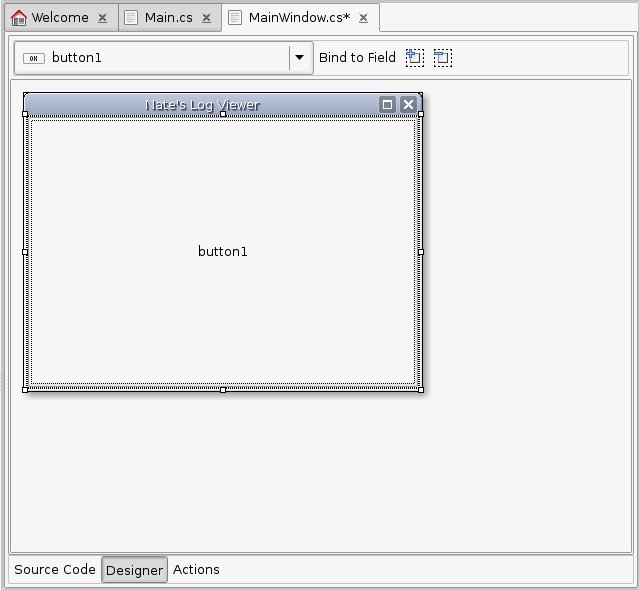 Welcome Main.cs MainWindow.cs*
OK button1 Bind to Field
Nate's Log Viewer
button1
Source Code Designer Actions